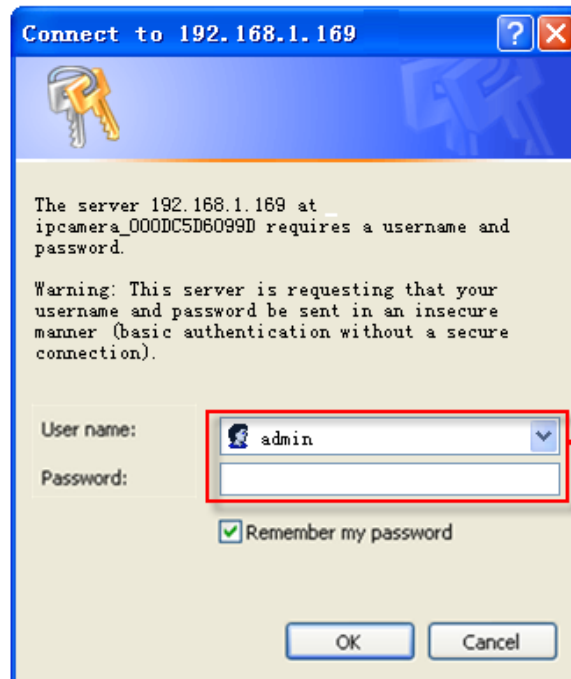 Connect to 192.168.1.169
The server 192.168.1.169 at
ipcamera_000DC5D6099D requires a username and
password.
Warning: This server is requesting that your
username and password be sent in an insecure
manner (basic authentication without a secure
connection).
User name:
admin
Password:
Remember my password
OK
Cancel